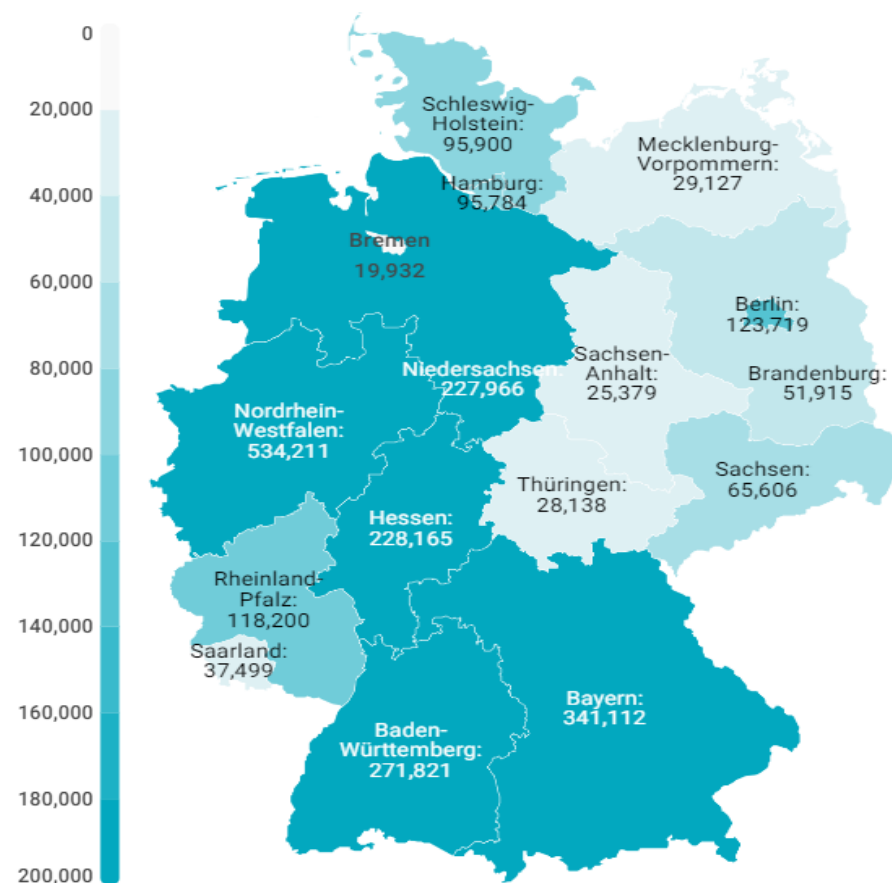 0
20,000
40,000
60,000
80,000
100,000
120,000
140,000
160,000
180,000
200,000
Schleswig-
Holstein:
95,900
Mecklenburg-
Vorpommern:
29,127
Hamburg:
95,784
Bremen
19,932
Berlin:
123,719
Niedersachsen:
227,966
Sachsen-
Anhalt:
25,379
Brandenburg:
51,915
Nordrhein-
Westfalen:
534,211
Sachsen:
65,606
Thüringen:
28,138
Hessen:
228,165
Rheinland-
Pfalz:
118,200
Saarland:
37,499
Bayern:
341,112
Baden-
Württemberg:
271,821